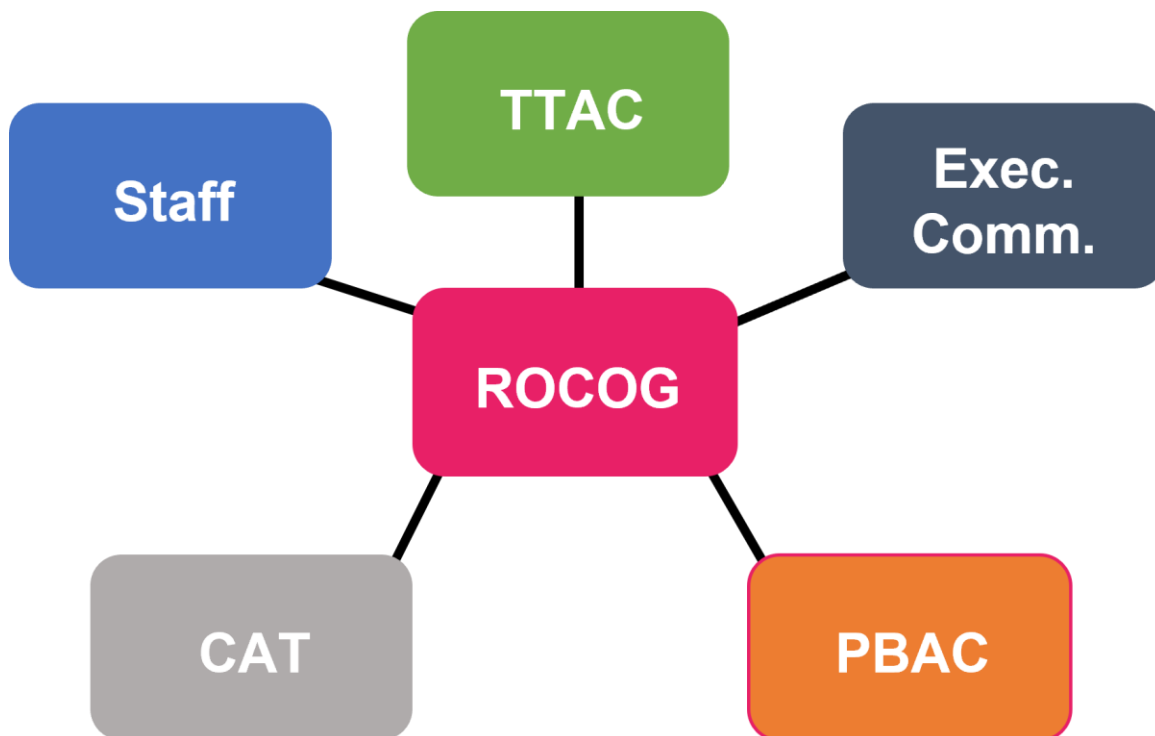 TTAC
Staff
Exec.
Comm.
ROCOG
CAT
PBAC